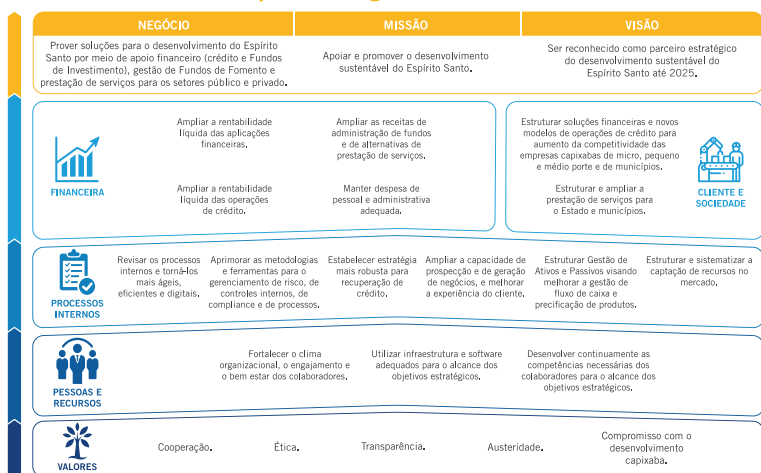 NEGÓCIO
Prover soluções para o desenvolvimento do Espírito
Santo por meio de apoio financeiro (crédito e Fundos
de Investimento), gestão de Fundos de Fomento e
prestação de serviços para os setores público e privado.
MISSÃO
Apoiar e promover o desenvolvimento
sustentável do Espírito Santo.
VISÃO
Ser reconhecido como parceiro estratégico
do desenvolvimento sustentável do
Espírito Santo até 2025.
FINANCEIRA
Ampliar a rentabilidade
líquida das aplicações
financeiras.
Ampliar as receitas de
administração de fundos
e de alternativas de
prestação de serviços.
Ampliar a rentabilidade
líquida das operações
de crédito.
Manter despesa de
pessoal e administrativa
adequada.
Estruturar soluções financeiras e novos
modelos de operações de crédito para
aumento da competitividade das
empresas capixabas de micro, pequeno
e médio porte e de municípios.
Estruturar e ampliar a
prestação de serviços para
o Estado e municípios.
CLIENTE E
SOCIEDADE
PROCESSOS
INTERNOS
Revisar os processos
internos e torná-los
mais ágeis,
eficientes e digitais.
Aprimorar as metodologias
e ferramentas para o
gerenciamento de risco, de
controles internos, de
compliance e de processos.
Estabelecer estratégia
mais robusta para
recuperação de
crédito.
Ampliar a capacidade de
prospecção e de geração
de negócios, e melhorar
a experiência do cliente.
Estruturar Gestão de
Ativos e Passivos visando
melhorar a gestão de
fluxo de caixa e
precificação de produtos.
Estruturar e sistematizar a
captação de recursos no
mercado.
PESSOAS E
RECURSOS
Fortalecer o clima
organizacional, o engajamento e
o bem estar dos colaboradores.
Utilizar infraestrutura e software
adequados para o alcance dos
objetivos estratégicos.
Desenvolver continuamente as
competências necessárias dos
colaboradores para o alcance dos
objetivos estratégicos.
VALORES
Cooperação.
Ética.
Transparência.
Austeridade.
Compromisso com o
desenvolvimento
capixaba.